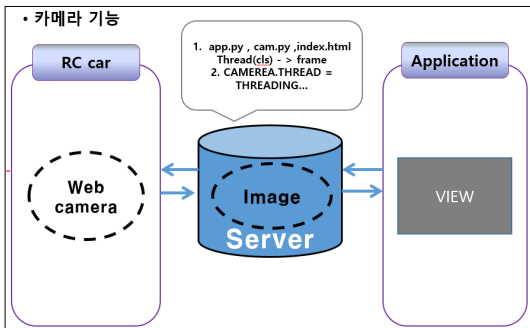 • 카메라 기능
RC car
1. app.py , cam.py ,index.html
Thread(cls) - > frame
2. CAMEREA.THREAD =
THREADING...
Application
Web
camera
Image
Server
VIEW